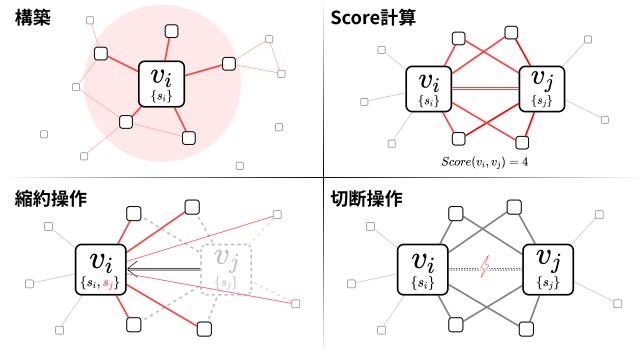 構築
v_i
{s_i}
Score計算
v_i
{s_i}
v_j
{s_j}
Score(v_i, v_j) = 4
縮約操作
v_i
{s_i, s_j}
v_j
{s_j}
切断操作
v_i
{s_i}
v_j
{s_j}